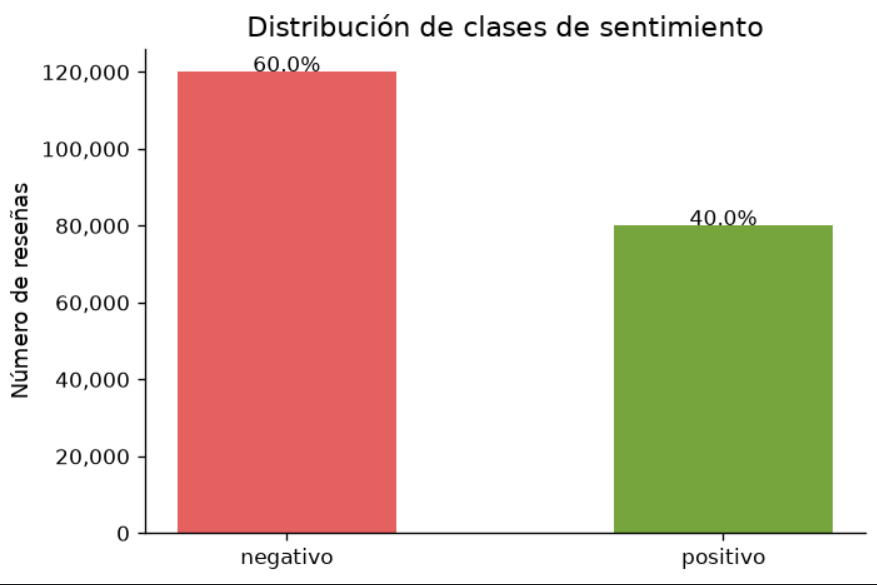 Distribución de clases de sentimiento
Número de reseñas
120,000
100,000
80,000
60,000
40,000
20,000
0
60.0%
40.0%
negativo
positivo